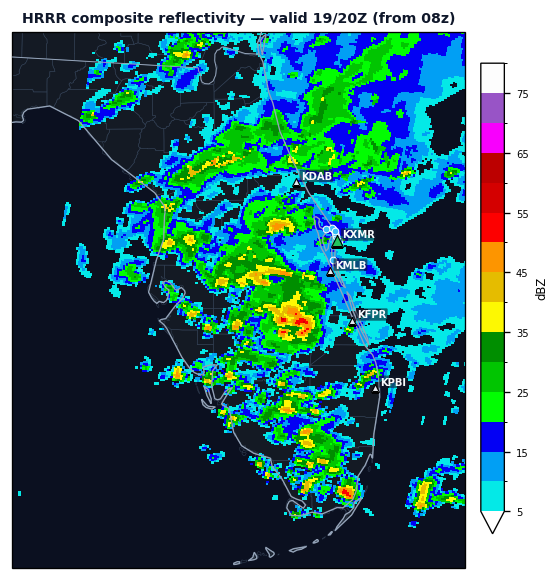 HRRR composite reflectivity — valid 19/20Z (from 08z)
KDAB
KXMR
KMLB
KFPR
KPBI
75
65
55
45
35
25
15
5
dBZ